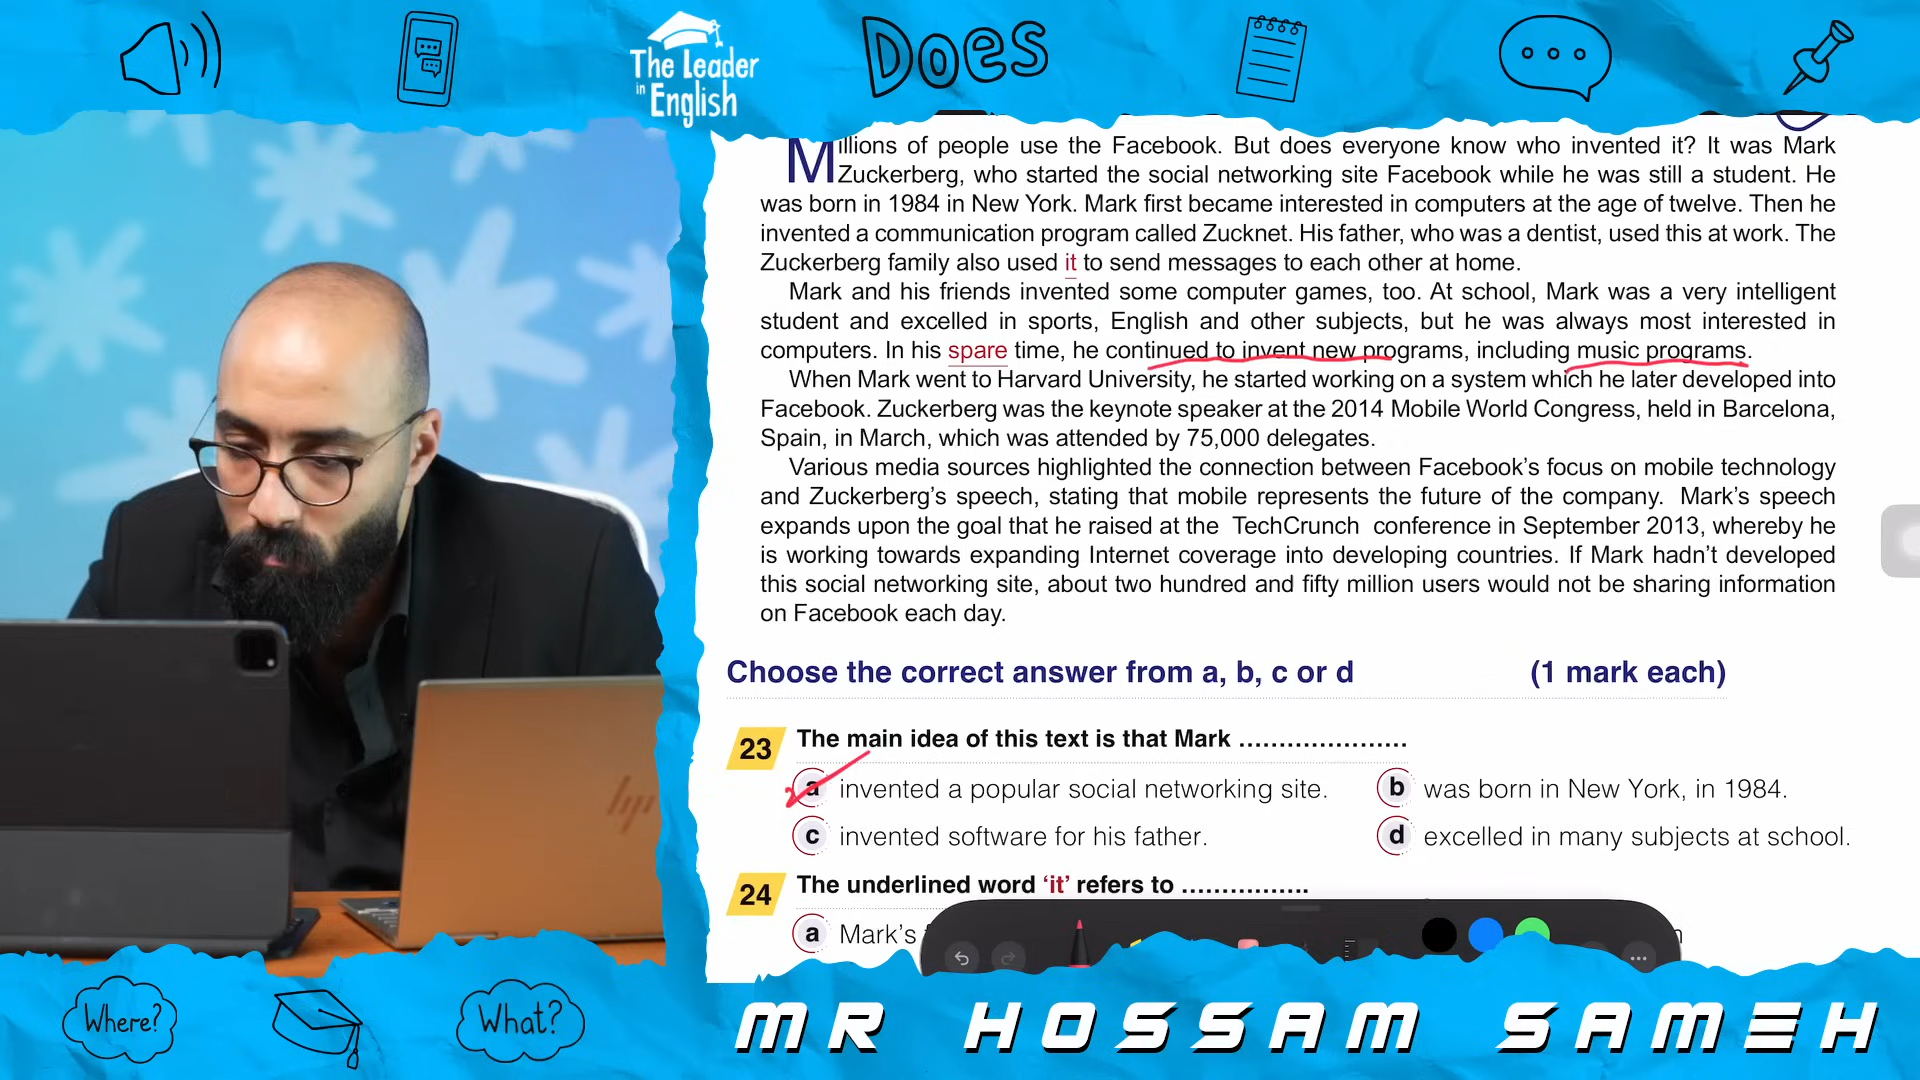 The Leader
in English
Does
Millions of people use the Facebook. But does everyone know who invented it? It was Mark
Zuckerberg, who started the social networking site Facebook while he was still a student. He
was born in 1984 in New York. Mark first became interested in computers at the age of twelve. Then he
invented a communication program called Zucknet. His father, who was a dentist, used this at work. The
Zuckerberg family also used it to send messages to each other at home.
Mark and his friends invented some computer games, too. At school, Mark was a very intelligent
student and excelled in sports, English and other subjects, but he was always most interested in
computers. In his spare time, he continued to invent new programs, including music programs.
When Mark went to Harvard University, he started working on a system which he later developed into
Facebook. Zuckerberg was the keynote speaker at the 2014 Mobile World Congress, held in Barcelona,
Spain, in March, which was attended by 75,000 delegates.
Various media sources highlighted the connection between Facebook's focus on mobile technology
and Zuckerberg's speech, stating that mobile represents the future of the company. Mark's speech
expands upon the goal that he raised at the TechCrunch conference in September 2013, whereby he
is working towards expanding Internet coverage into developing countries. If Mark hadn't developed
this social networking site, about two hundred and fifty million users would not be sharing information
on Facebook each day.
Choose the correct answer from a, b, c or d (1 mark each)
23 The main idea of this text is that Mark .....................
a invented a popular social networking site. b was born in New York, in 1984.
c invented software for his father. d excelled in many subjects at school.
24 The underlined word 'it' refers to ................
a Mark's
hp
Where?
What?
MR HOSSAM SAMEH